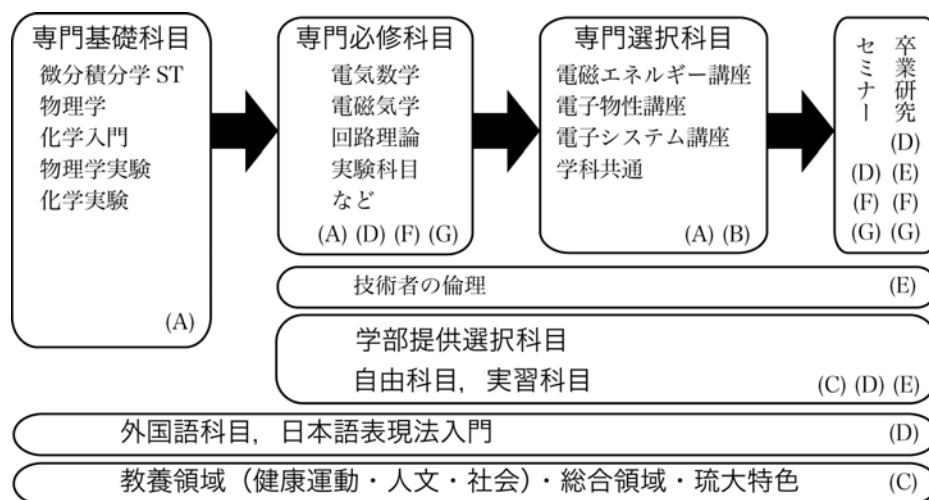 専門基礎科目
微分積分学 ST
物理学
化学入門
物理学実験
化学実験
(A)
専門必修科目
電気数学
電磁気学
回路理論
実験科目
など
(A) (D) (F) (G)
専門選択科目
電磁エネルギー講座
電子物性講座
電子システム講座
学科共通
(A) (B)
卒業研究
(D)
(E)
(F)
(G)
セミナー
(D)
(F)
(G)
技術者の倫理 (E)
学部提供選択科目
自由科目，実習科目 (C) (D) (E)
外国語科目，日本語表現法入門 (D)
教養領域（健康運動・人文・社会）・総合領域・琉大特色 (C)